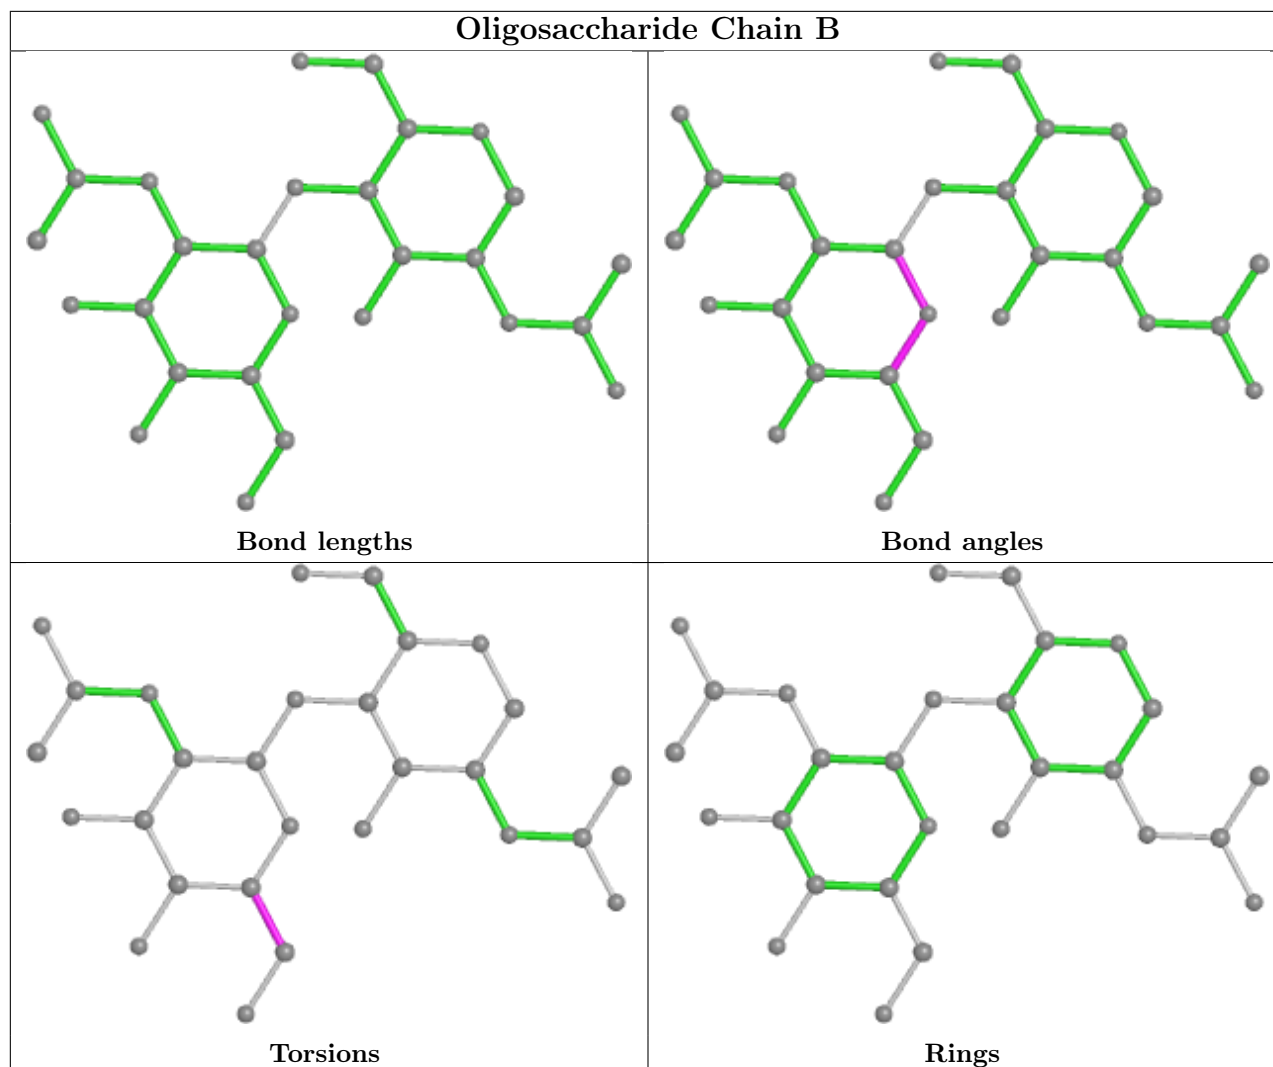 Oligosaccharide Chain B
Bond lengths
Bond angles
Torsions
Rings